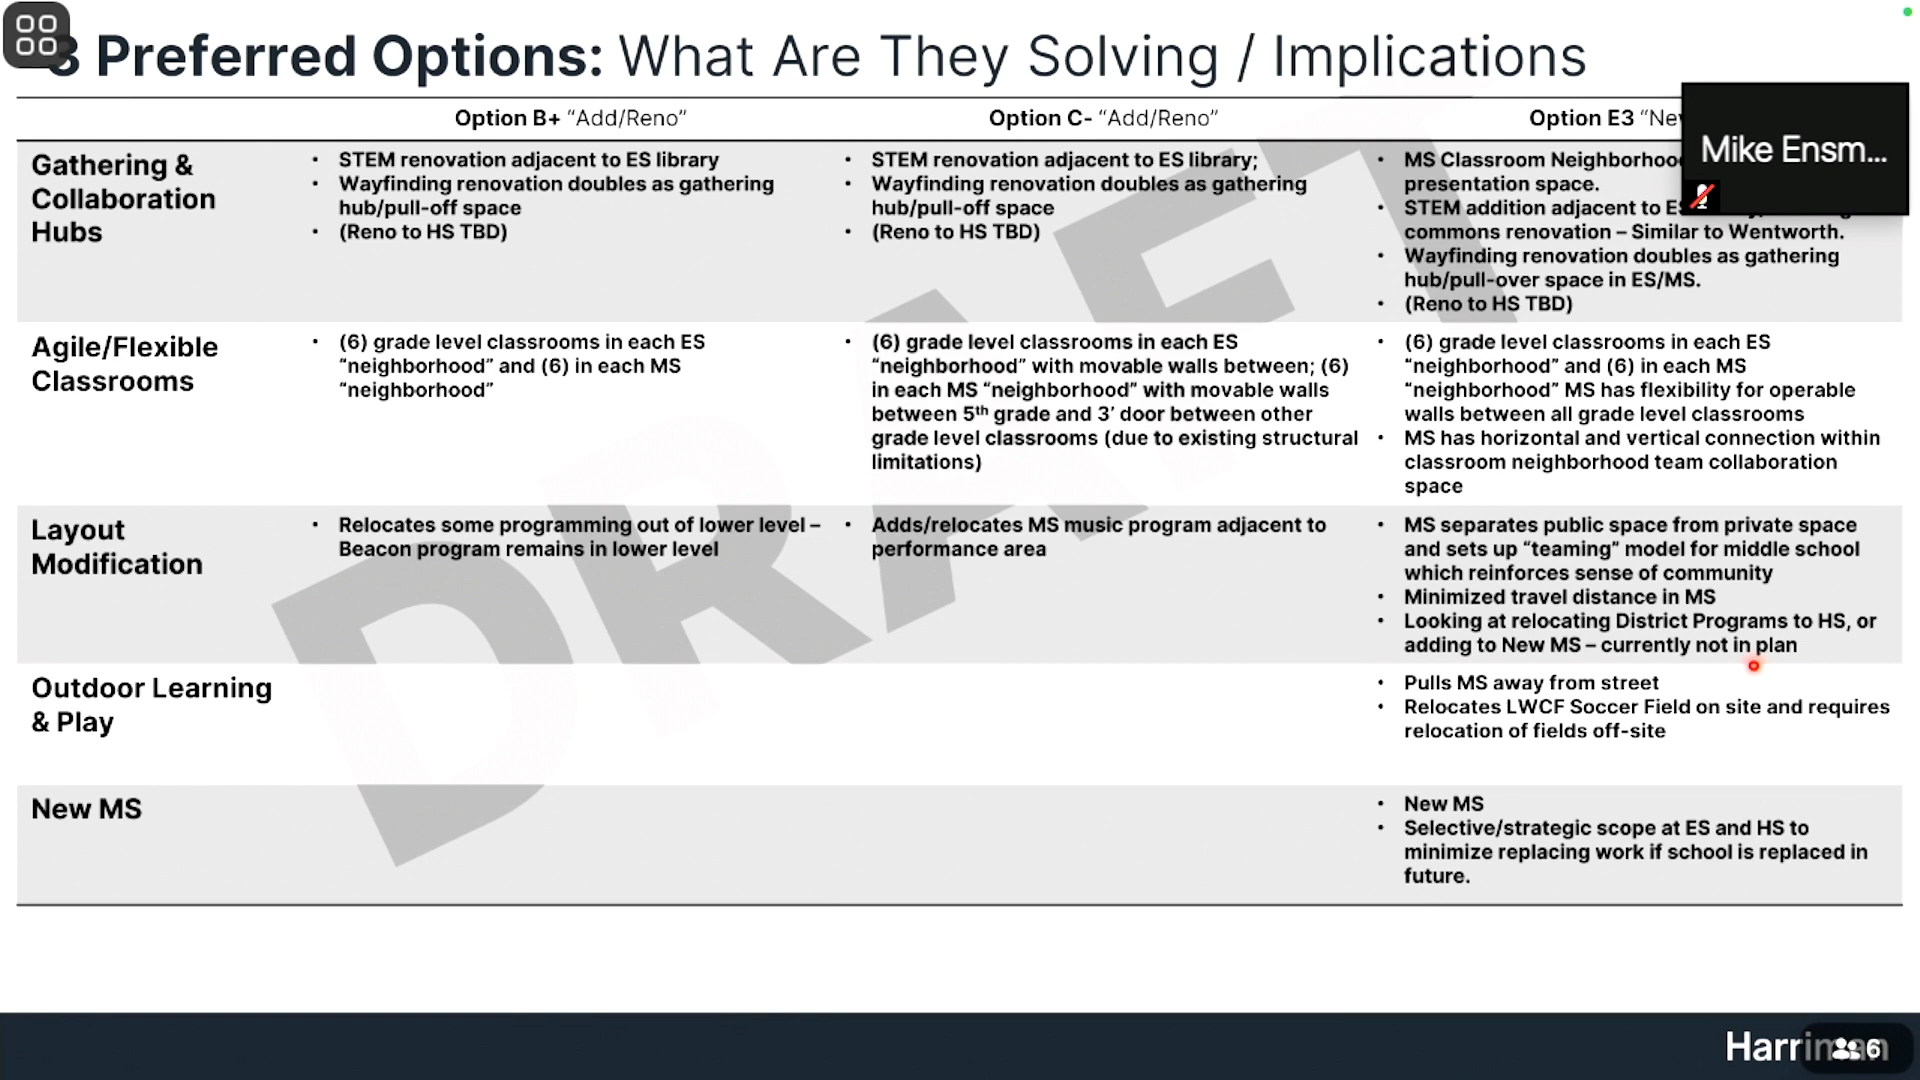 3 Preferred Options: What Are They Solving / Implications
Option B+ “Add/Reno”
Option C- “Add/Reno”
Option E3
Mike Ensm...
Gathering &
Collaboration
Hubs
• STEM renovation adjacent to ES library
• Wayfinding renovation doubles as gathering
hub/pull-off space
• (Reno to HS TBD)
• STEM renovation adjacent to ES library;
• Wayfinding renovation doubles as gathering
hub/pull-off space
• (Reno to HS TBD)
• MS Classroom
presentation space.
• STEM addition adjacent to
commons renovation – Similar to Wentworth.
• Wayfinding renovation doubles as gathering
hub/pull-over space in ES/MS.
• (Reno to HS TBD)
Agile/Flexible
Classrooms
• (6) grade level classrooms in each ES
“neighborhood” and (6) in each MS
“neighborhood”
• (6) grade level classrooms in each ES
“neighborhood” with movable walls between; (6)
in each MS “neighborhood” with movable walls
between 5th grade and 3’ door between other
grade level classrooms (due to existing structural
limitations)
• (6) grade level classrooms in each ES
“neighborhood” and (6) in each MS
“neighborhood” MS has flexibility for operable
walls between all grade level classrooms
• MS has horizontal and vertical connection within
classroom neighborhood team collaboration
space
Layout
Modification
• Relocates some programming out of lower level –
Beacon program remains in lower level
• Adds/relocates MS music program adjacent to
performance area
• MS separates public space from private space
and sets up “teaming” model for middle school
which reinforces sense of community
• Minimized travel distance in MS
• Looking at relocating District Programs to HS, or
adding to New MS – currently not in plan
Outdoor Learning
& Play
• Pulls MS away from street
• Relocates LWCF Soccer Field on site and requires
relocation of fields off-site
New MS
• New MS
• Selective/strategic scope at ES and HS to
minimize replacing work if school is replaced in
future.
DRAFT
Harriman
6